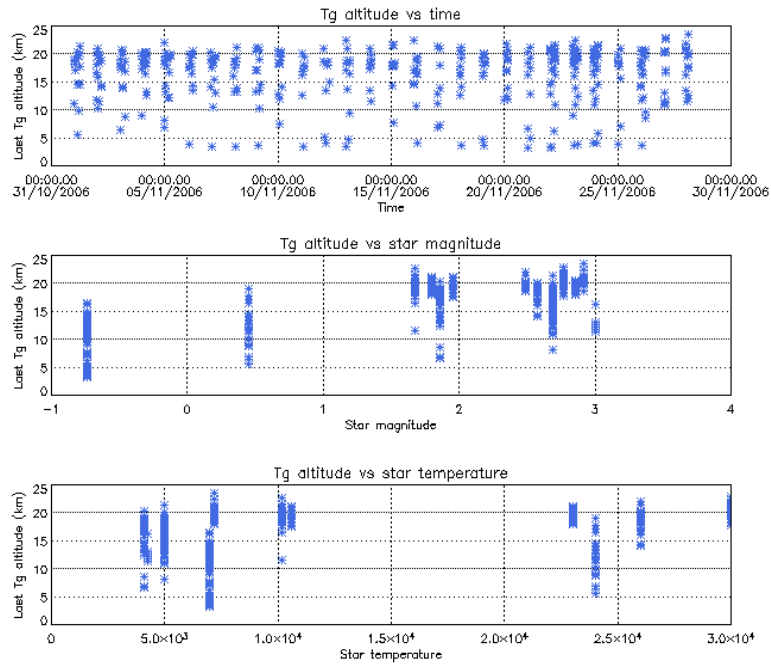 Tg altitude vs time
Last Tg altitude (km)
25
20
15
10
5
0
00:00.00 00:00.00 00:00.00 00:00.00 00:00.00 00:00.00 00:00.00
31/10/2006 05/11/2006 10/11/2006 15/11/2006 20/11/2006 25/11/2006 30/11/2006
Time
Tg altitude vs star magnitude
Last Tg altitude (km)
25
20
15
10
5
0
-1 0 1 2 3 4
Star magnitude
Tg altitude vs star temperature
Last Tg altitude (km)
25
20
15
10
5
0
0 5.0×10³ 1.0×10⁴ 1.5×10⁴ 2.0×10⁴ 2.5×10⁴ 3.0×10⁴
Star temperature